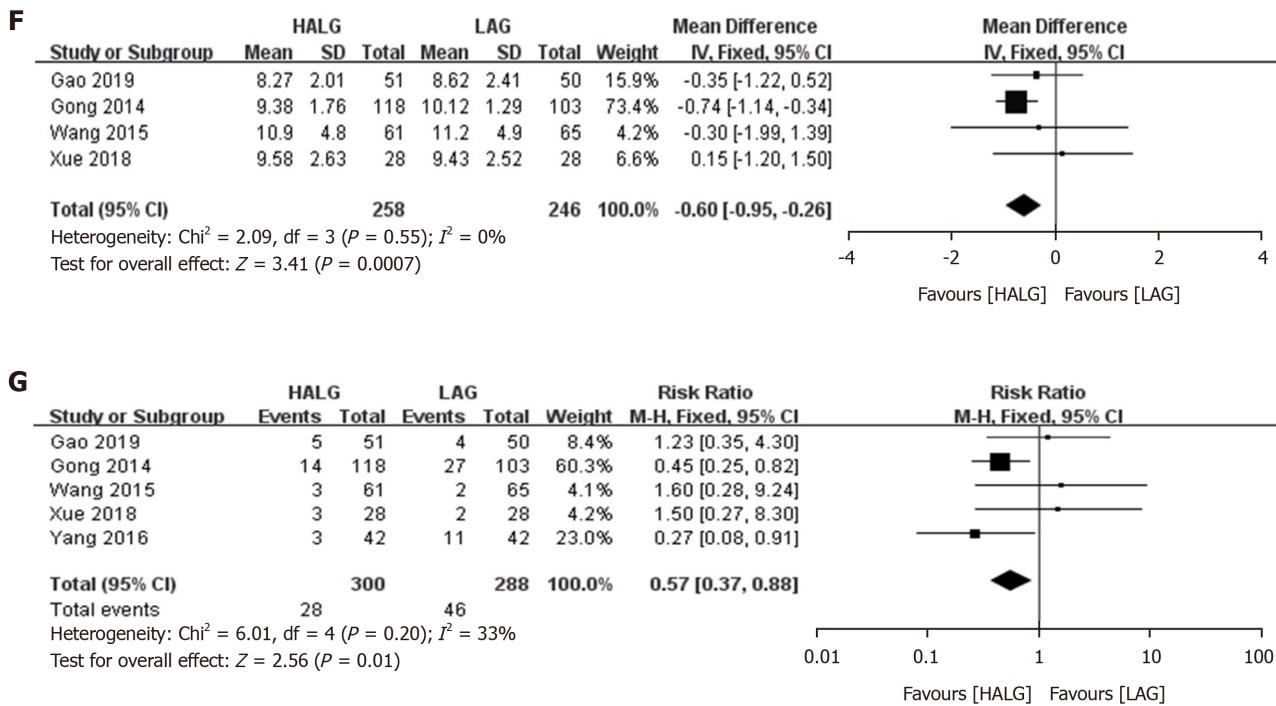 F
HALG LAG Mean Difference Mean Difference
Study or Subgroup Mean SD Total Mean SD Total Weight IV, Fixed, 95% CI IV, Fixed, 95% CI
Gao 2019 8.27 2.01 51 8.62 2.41 50 15.9% -0.35 [-1.22, 0.52]
Gong 2014 9.38 1.76 118 10.12 1.29 103 73.4% -0.74 [-1.14, -0.34]
Wang 2015 10.9 4.8 61 11.2 4.9 65 4.2% -0.30 [-1.99, 1.39]
Xue 2018 9.58 2.63 28 9.43 2.52 28 6.6% 0.15 [-1.20, 1.50]
Total (95% CI) 258 246 100.0% -0.60 [-0.95, -0.26]
Heterogeneity: Chi² = 2.09, df = 3 (P = 0.55); I² = 0%
Test for overall effect: Z = 3.41 (P = 0.0007)
-4 -2 0 2 4
Favours [HALG] Favours [LAG]
G
HALG LAG Risk Ratio Risk Ratio
Study or Subgroup Events Total Events Total Weight M-H, Fixed, 95% CI M-H, Fixed, 95% CI
Gao 2019 5 51 4 50 8.4% 1.23 [0.35, 4.30]
Gong 2014 14 118 27 103 60.3% 0.45 [0.25, 0.82]
Wang 2015 3 61 2 65 4.1% 1.60 [0.28, 9.24]
Xue 2018 3 28 2 28 4.2% 1.50 [0.27, 8.30]
Yang 2016 3 42 11 42 23.0% 0.27 [0.08, 0.91]
Total (95% CI) 300 288 100.0% 0.57 [0.37, 0.88]
Total events 28 46
Heterogeneity: Chi² = 6.01, df = 4 (P = 0.20); I² = 33%
Test for overall effect: Z = 2.56 (P = 0.01)
0.01 0.1 1 10 100
Favours [HALG] Favours [LAG]